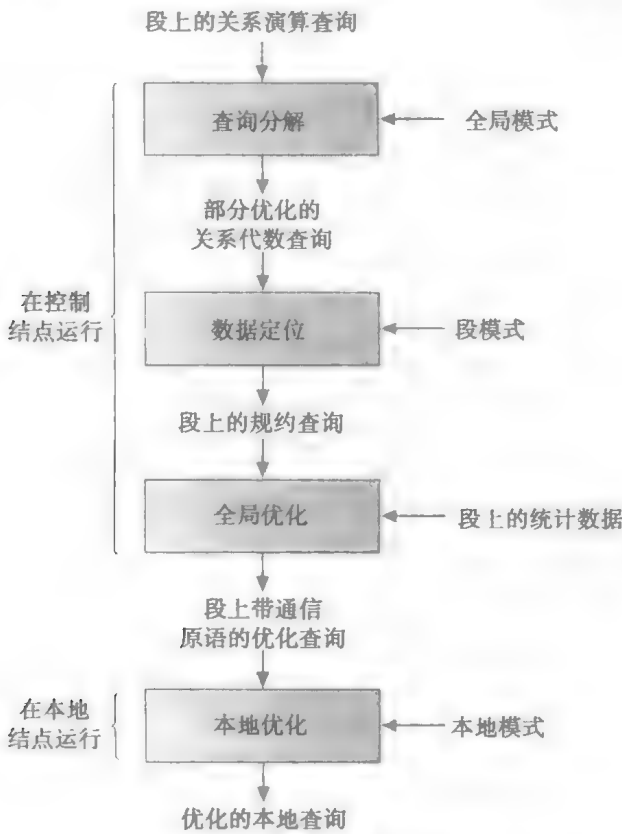 段上的关系演算查询
查询分解
全局模式
部分优化的
关系代数查询
在控制
结点运行
数据定位
段模式
段上的规约查询
全局优化
段上的统计数据
段上带通信
原语的优化查询
在本地
结点运行
本地优化
本地模式
优化的本地查询